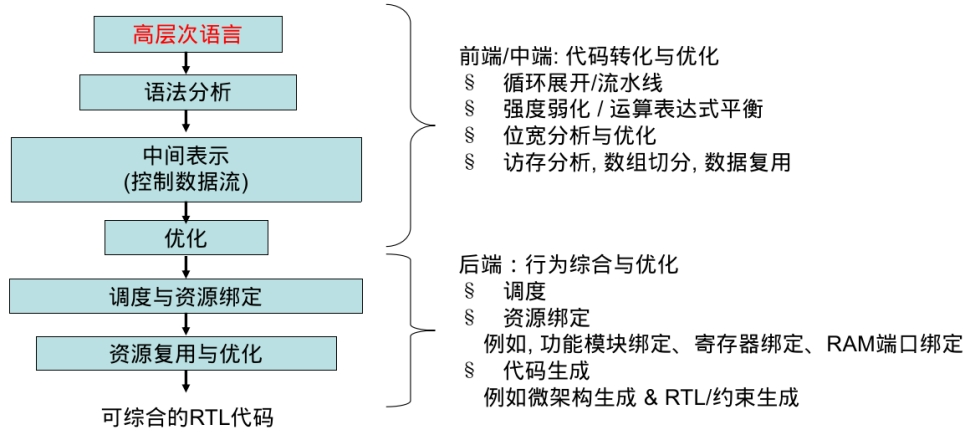 高层次语言
语法分析
中间表示
(控制数据流)
优化
调度与资源绑定
资源复用与优化
可综合的RTL代码
前端/中端: 代码转化与优化
§ 循环展开/流水线
§ 强度弱化 / 运算表达式平衡
§ 位宽分析与优化
§ 访存分析, 数组切分, 数据复用
后端：行为综合与优化
§ 调度
§ 资源绑定
例如, 功能模块绑定、寄存器绑定、RAM端口绑定
§ 代码生成
例如微架构生成 & RTL/约束生成